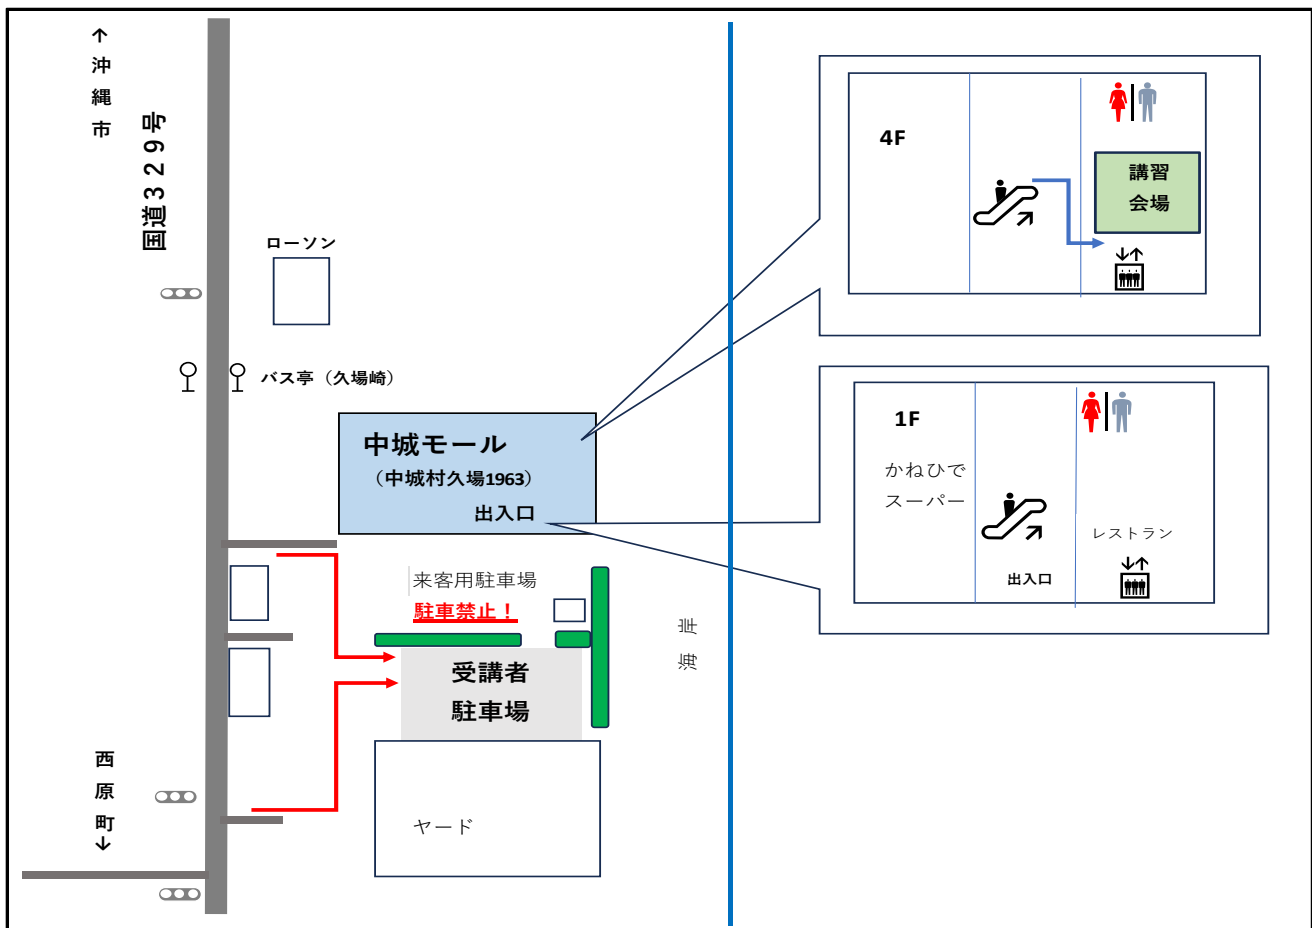 ↑沖縄市
国道３２９号
ローソン
バス亭（久場崎）
中城モール
（中城村久場1963）
出入口
来客用駐車場
駐車禁止！
受講者
駐車場
海岸
ヤード
西原町↓
4F
講習
会場
1F
かねひで
スーパー
レストラン
出入口